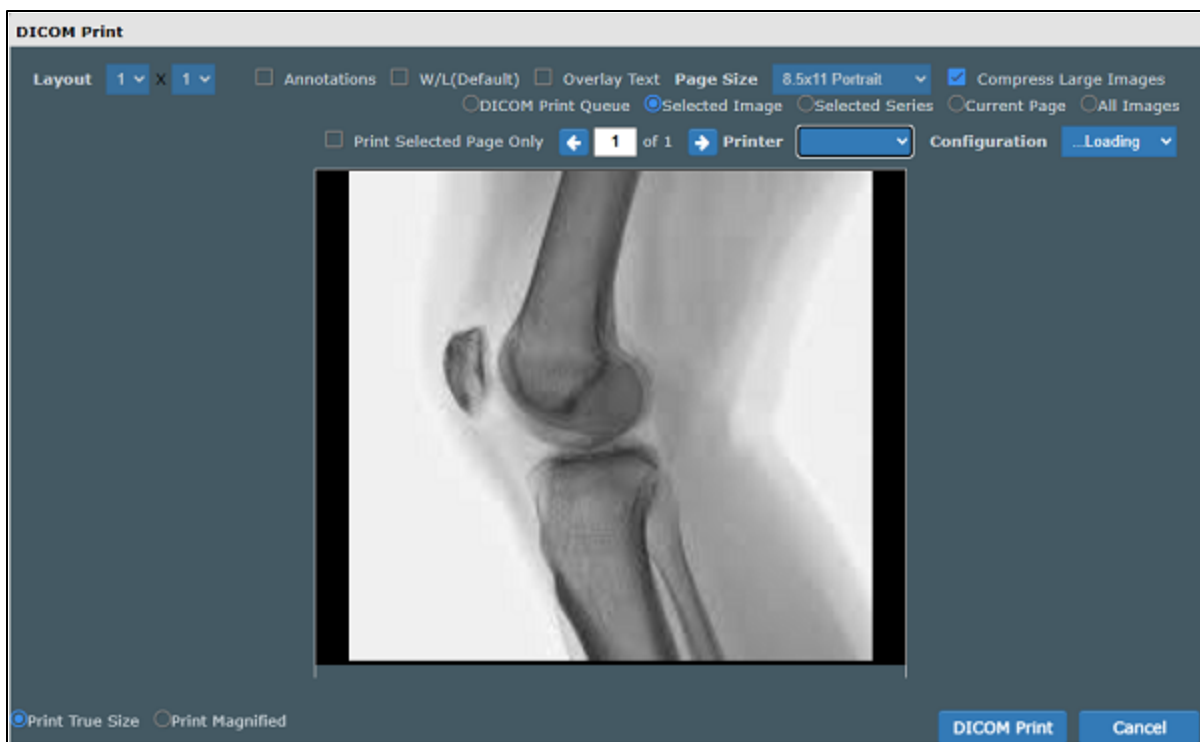 DICOM Print
Layout 1 X 1 Annotations W/L(Default) Overlay Text Page Size 8.5x11 Portrait Compress Large Images
DICOM Print Queue Selected Image Selected Series Current Page All Images
Print Selected Page Only 1 of 1 Printer Configuration ...Loading
Print True Size Print Magnified
DICOM Print Cancel